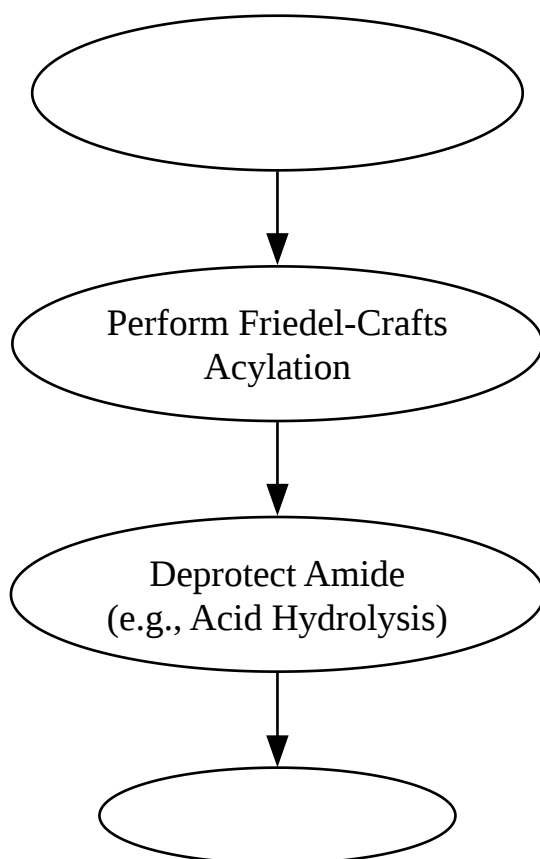 Perform Friedel-Crafts
Acylation
Deprotect Amide
(e.g., Acid Hydrolysis)